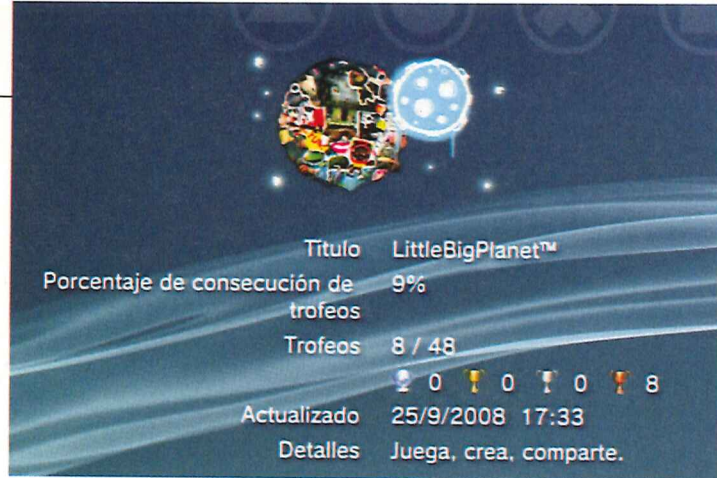 Título LittleBigPlanet™
Porcentaje de consecución de 9%
trofeos
Trofeos 8 / 48
0 0 0 8
Actualizado 25/9/2008 17:33
Detalles Juega, crea, comparte.